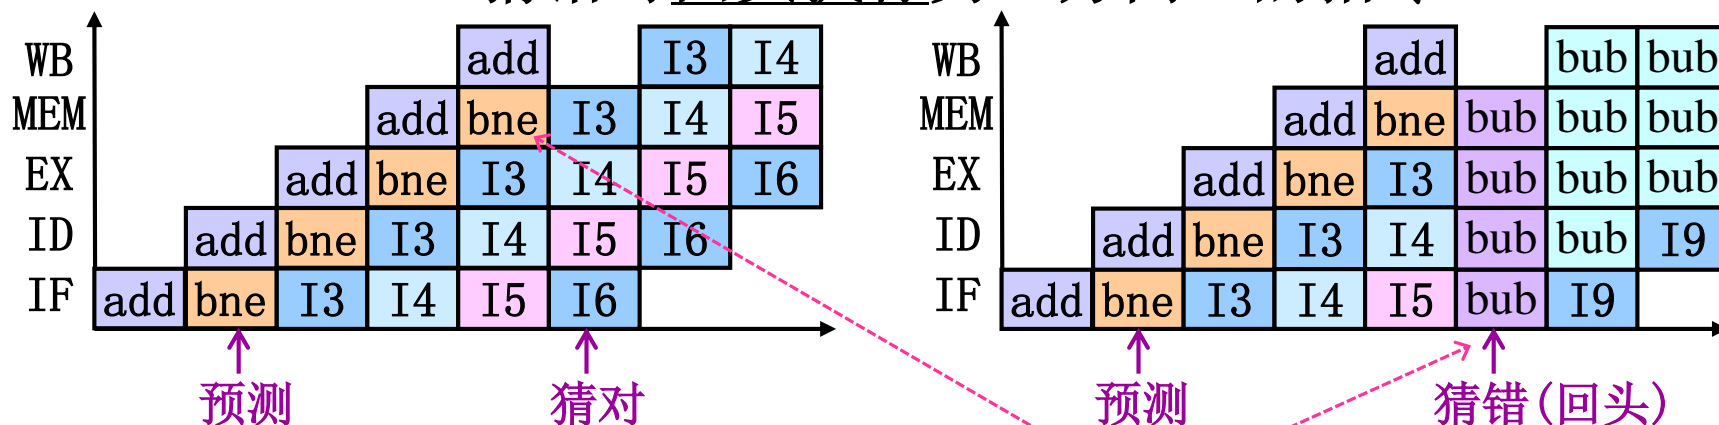 WB add I3 I4 WB add bub bub
MEM add bne I3 I4 I5 MEM add bne bub bub bub
EX add bne I3 I4 I5 I6 EX add bne I3 bub bub bub
ID add bne I3 I4 I5 I6 ID add bne I3 I4 bub bub I9
IF add bne I3 I4 I5 I6 IF add bne I3 I4 I5 bub I9
预测 猜对 预测 猜错(回头)